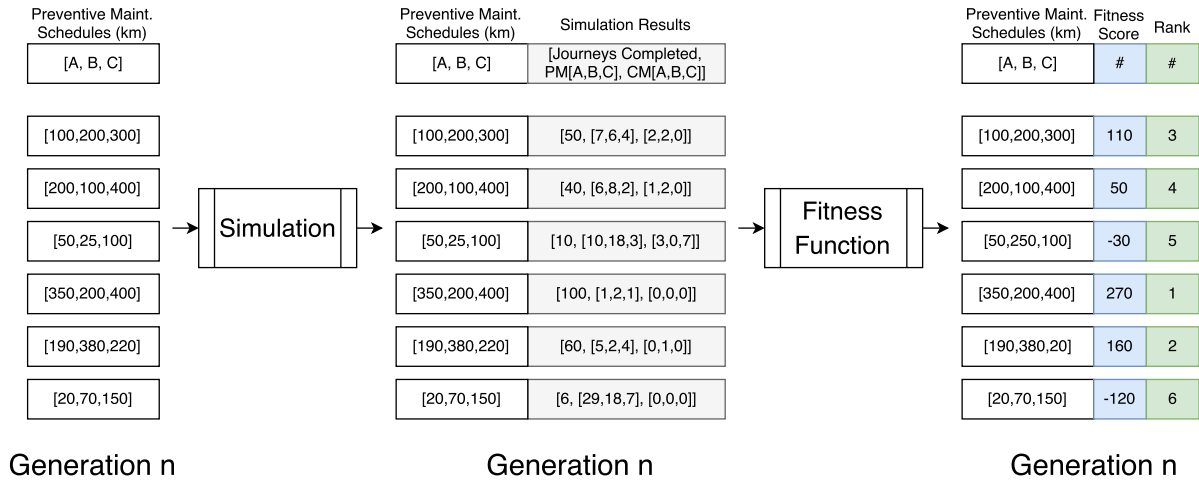 Preventive Maint.
Schedules (km)
[A, B, C]
[100,200,300]
[200,100,400]
[50,25,100]
[350,200,400]
[190,380,220]
[20,70,150]
Generation n
Simulation
Preventive Maint.
Schedules (km)
Simulation Results
[A, B, C]
[Journeys Completed,
PM[A,B,C], CM[A,B,C]]
[100,200,300]
[50, [7,6,4], [2,2,0]]
[200,100,400]
[40, [6,8,2], [1,2,0]]
[50,25,100]
[10, [10,18,3], [3,0,7]]
[350,200,400]
[100, [1,2,1], [0,0,0]]
[190,380,220]
[60, [5,2,4], [0,1,0]]
[20,70,150]
[6, [29,18,7], [0,0,0]]
Generation n
Fitness
Function
Preventive Maint.
Schedules (km)
Fitness
Score
Rank
[A, B, C]
#
#
[100,200,300]
110
3
[200,100,400]
50
4
[50,250,100]
-30
5
[350,200,400]
270
1
[190,380,20]
160
2
[20,70,150]
-120
6
Generation n